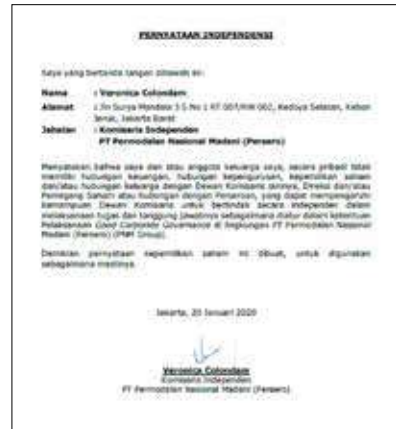 PERNYATAAN INDEPENDENSI
Saya yang bertanda tangan dibawah ini:
Nama : Veronica Colondam
Alamat : Jln Surya Mandala 3 G No 1 RT 007/RW 002, Kedoya Selatan, Kebon
Jeruk, Jakarta Barat
Jabatan : Komisaris Independen
PT Permodalan Nasional Madani (Persero)
Menyatakan bahwa saya dan atau anggota keluarga saya, secara pribadi tidak
memiliki hubungan keuangan, hubungan kepengurusan, kepemilikan saham
dan/atau hubungan keluarga dengan Dewan Komisaris lainnya, Direksi dan/atau
Pemegang Saham atau hubungan dengan Perseroan, yang dapat mempengaruhi
kemampuan Dewan Komisaris untuk bertindak secara independen dalam
melaksanakan tugas dan tanggung jawabnya sebagaimana diatur dalam ketentuan
Pelaksanaan Good Corporate Governance di lingkungan PT Permodalan Nasional
Madani (Persero) (PNM Group).
Demikian pernyataan kepemilikan saham ini dibuat, untuk digunakan
sebagaimana mestinya.
Jakarta, 20 Januari 2020
Veronica Colondam
Komisaris Independen
PT Permodalan Nasional Madani (Persero)